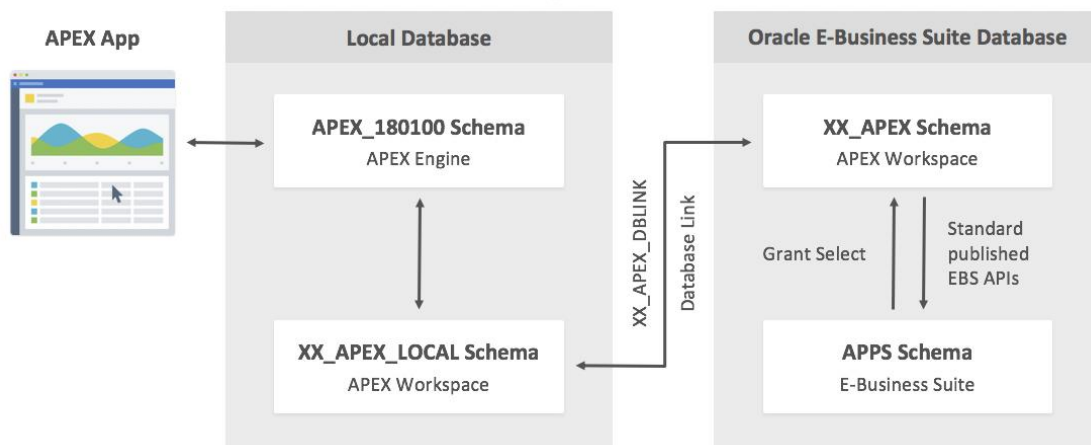 APEX App
Local Database
Oracle E-Business Suite Database
APEX_180100 Schema
APEX Engine
XX_APEX Schema
APEX Workspace
XX_APEX_DBLINK
Database Link
Grant Select
Standard
published
EBS APIs
XX_APEX_LOCAL Schema
APEX Workspace
APPS Schema
E-Business Suite